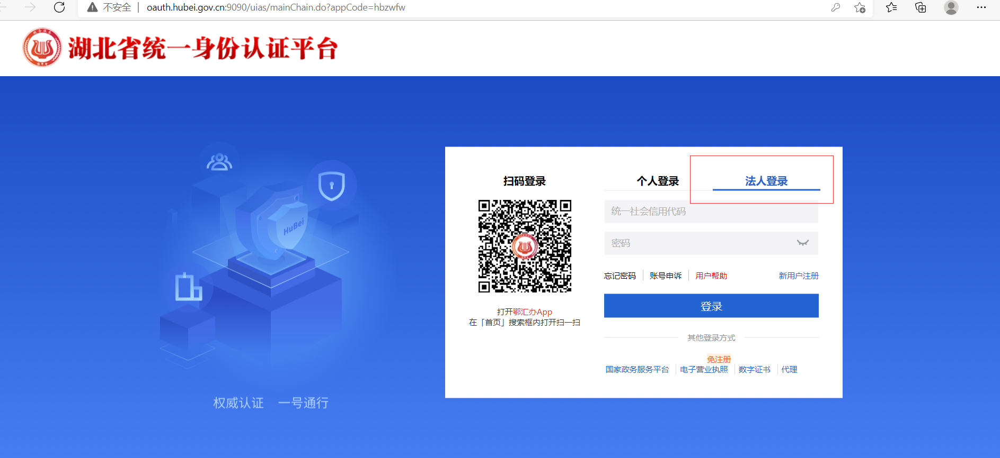 不安全 | oauth.hubei.gov.cn:9090/uias/mainChain.do?appCode=hbzwfw
湖北省统一身份认证平台
HuBei
权威认证 一号通行
扫码登录
打开鄂汇办App
在「首页」搜索框内打开扫一扫
个人登录 法人登录
统一社会信用代码
密码
忘记密码 账号申诉 用户帮助 新用户注册
登录
其他登录方式
免注册
国家政务服务平台 电子营业执照 数字证书 代理